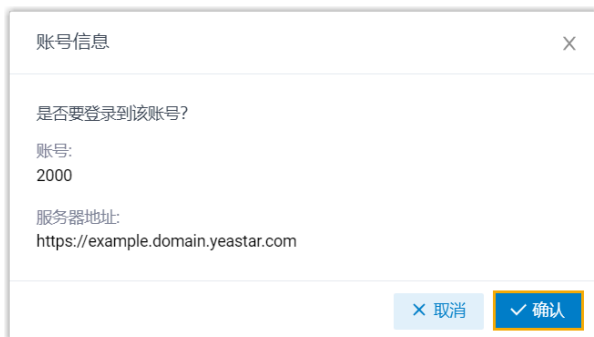 账号信息
是否要登录到该账号?
账号:
2000
服务器地址:
https://example.domain.yeastar.com
取消
确认